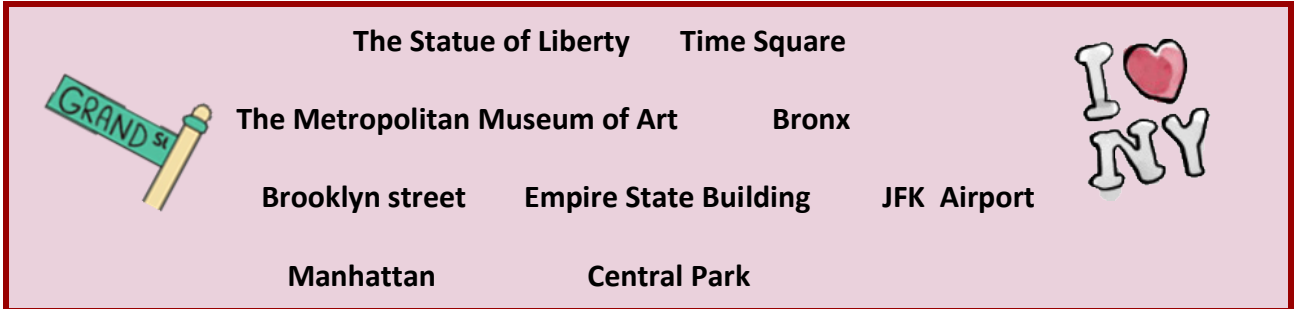 The Statue of Liberty Time Square
I
GRAND St
The Metropolitan Museum of Art Bronx
NY
Brooklyn street Empire State Building JFK Airport
Manhattan Central Park